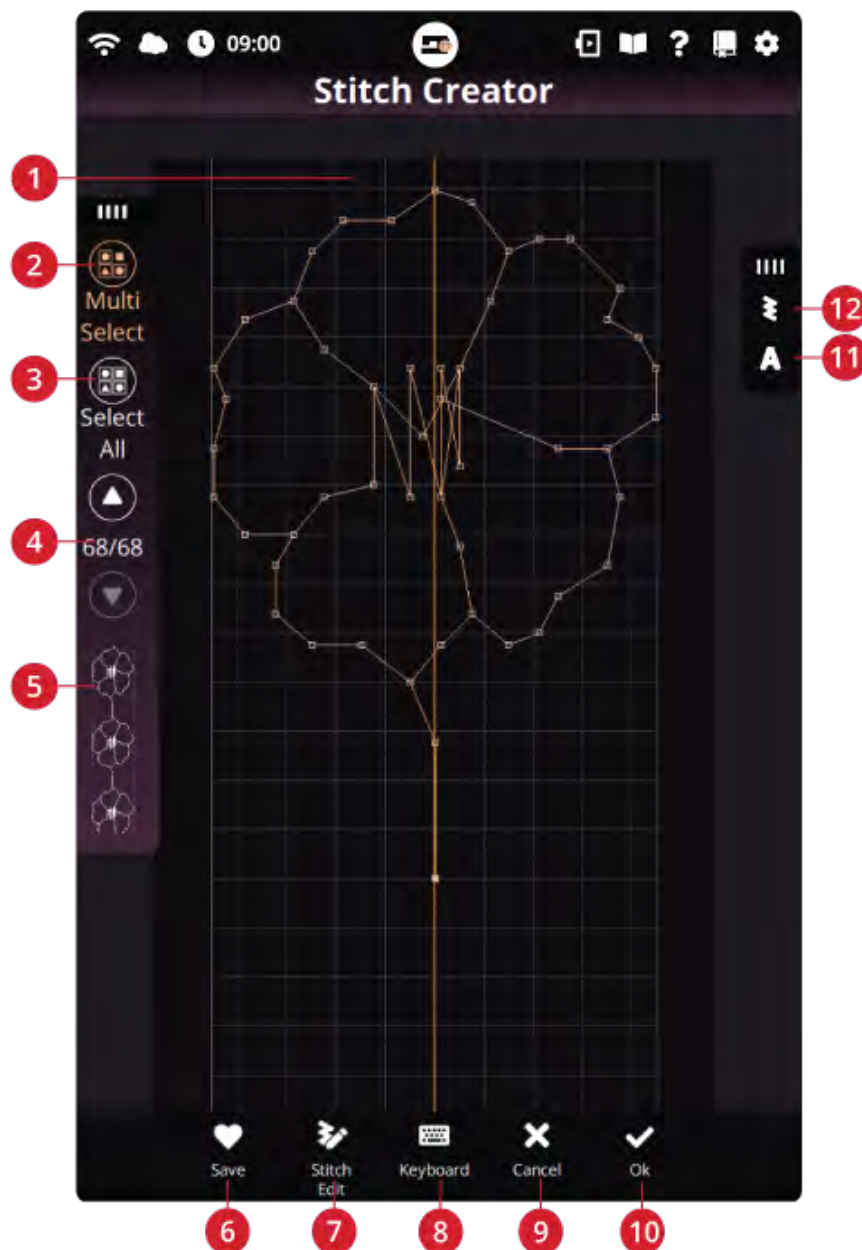 09:00
?
Stitch Creator
1
2
Multi
Select
3
Select
All
4
68/68
5
12
11
A
Save
Stitch
Edit
Keyboard
Cancel
Ok
6
7
8
9
10